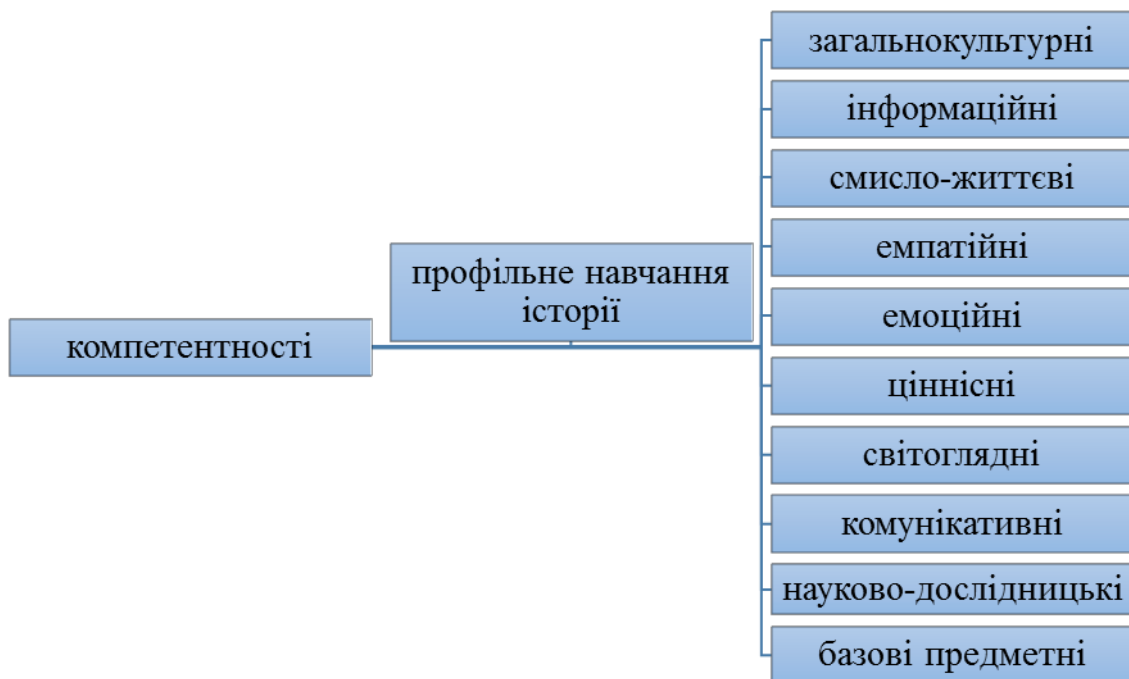 компетентності
профільне навчання
історії
загальнокультурні
інформаційні
смисло-життєві
емпатійні
емоційні
ціннісні
світоглядні
комунікативні
науково-дослідницькі
базові предметні